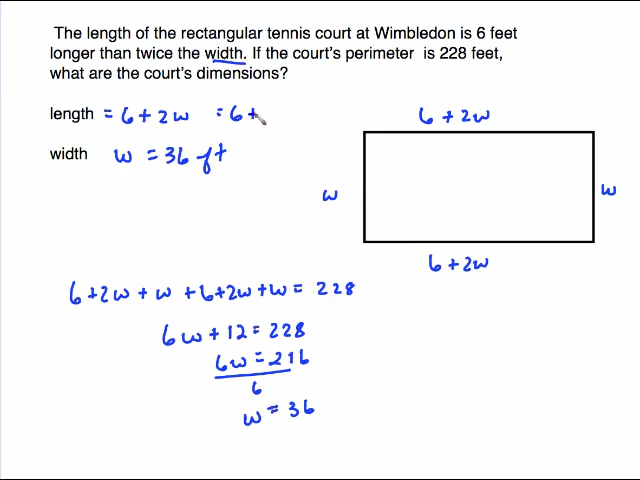 The length of the rectangular tennis court at Wimbledon is 6 feet
longer than twice the width. If the court's perimeter is 228 feet,
what are the court's dimensions?
length = 6 + 2w = 6 +
6 + 2w
width w = 36 ft
w
w
6 + 2w
6 + 2w + w + 6 + 2w + w = 228
6w + 12 = 228
6w = 216
6
w = 36